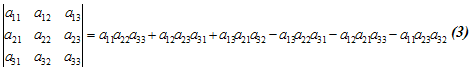 | a₁₁ a₁₂ a₁₃ |
| a₂₁ a₂₂ a₂₃ | = a₁₁a₂₂a₃₃ + a₁₂a₂₃a₃₁ + a₁₃a₂₁a₃₂ − a₁₃a₂₂a₃₁ − a₁₂a₂₁a₃₃ − a₁₁a₂₃a₃₂ (3)
| a₃₁ a₃₂ a₃₃ |